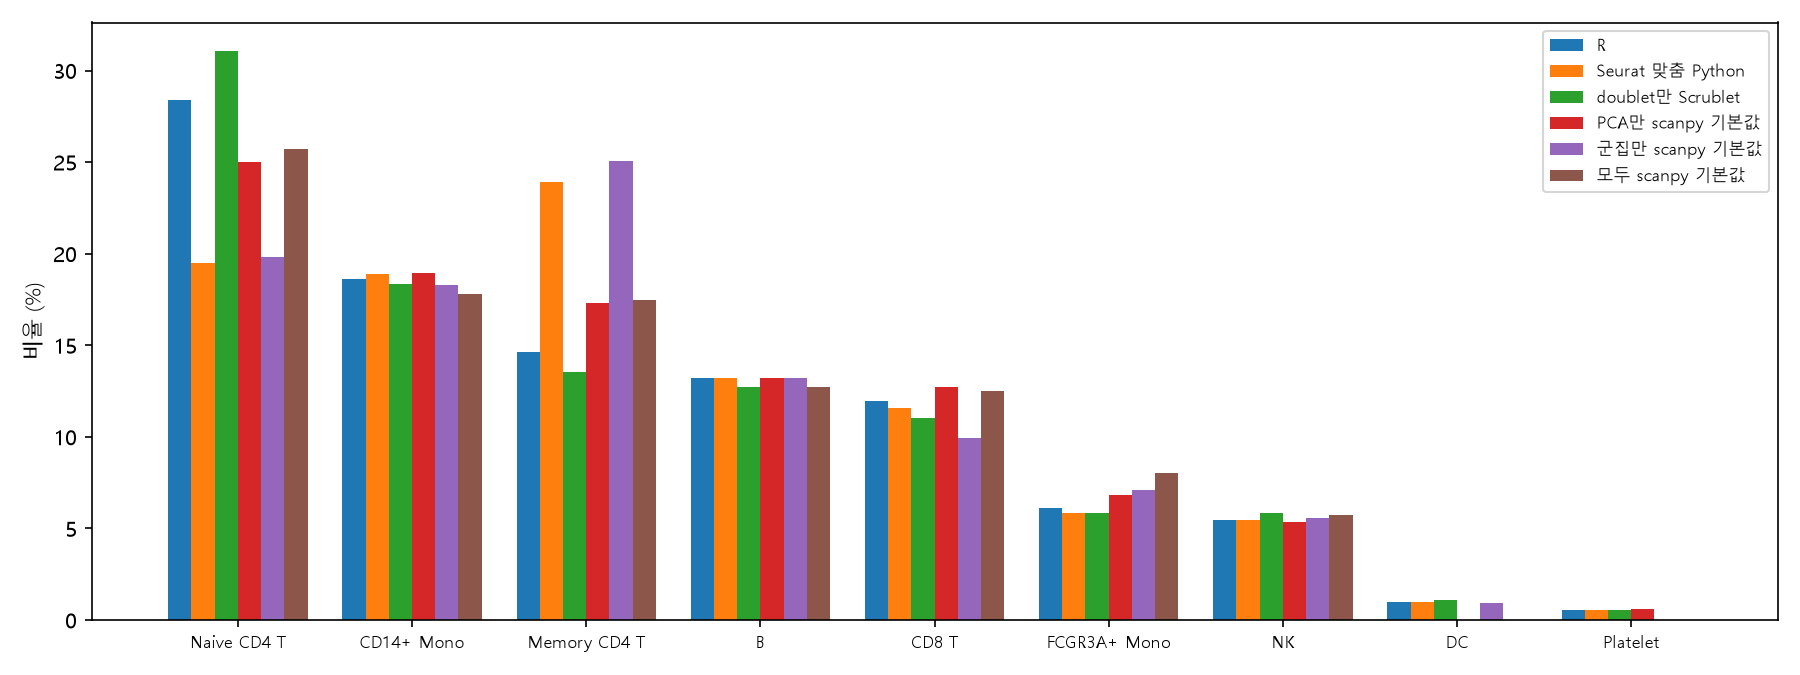 R
Seurat 맞춤 Python
doublet만 Scrublet
PCA만 scanpy 기본값
군집만 scanpy 기본값
모두 scanpy 기본값
비율 (%)
30
25
20
15
10
5
0
Naive CD4 T
CD14+ Mono
Memory CD4 T
B
CD8 T
FCGR3A+ Mono
NK
DC
Platelet